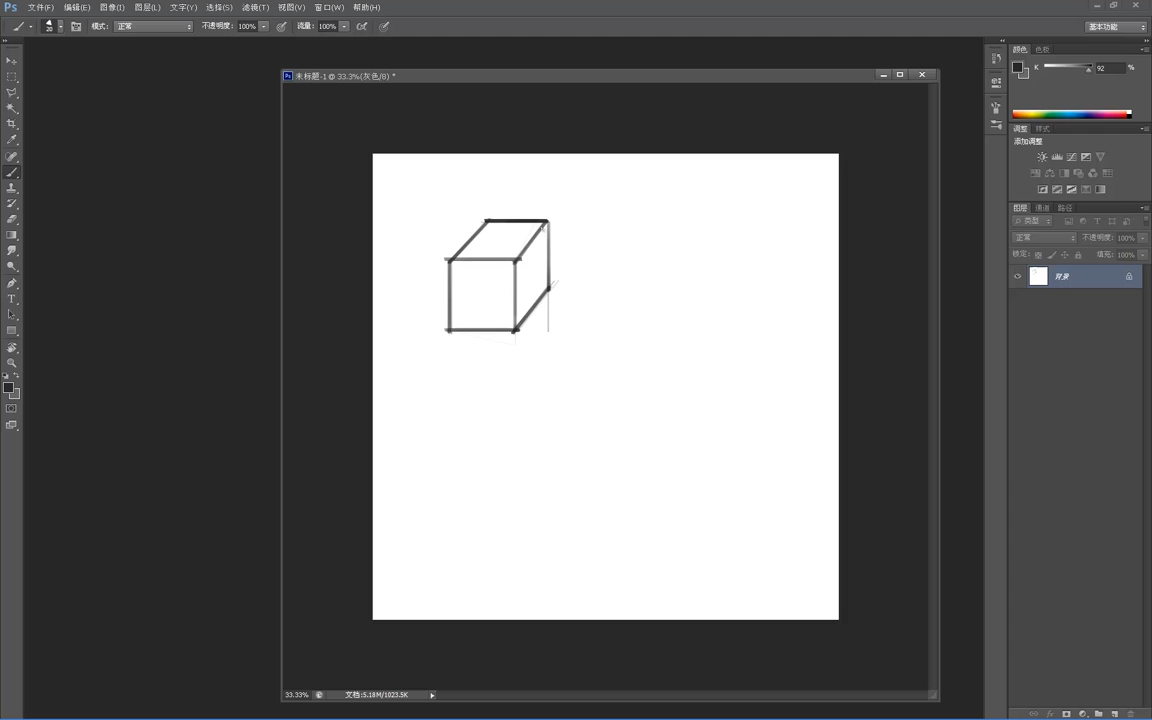 Ps 文件(F) 编辑(E) 图像(I) 图层(L) 文字(Y) 选择(S) 滤镜(T) 视图(V) 窗口(W) 帮助(H)
20 模式: 正常 不透明度: 100% 流量: 100% 基本功能
未标题-1 @ 33.3%(灰色/8) *
颜色 色板
K 92 %
调整 样式
添加调整
图层 通道 路径
类型
正常 不透明度: 100%
锁定: 填充: 100%
背景
33.33% 文档:5.18M/1023.5K